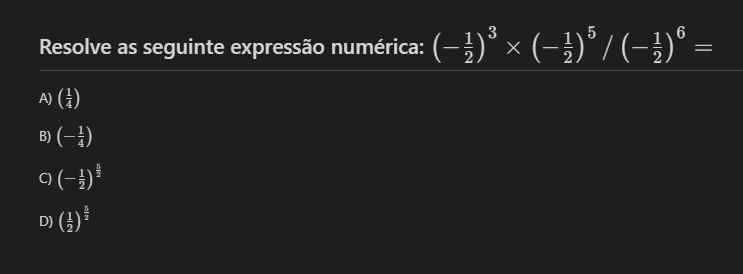 Resolve as seguinte expressão numérica: $\left(-\frac{1}{2}\right)^3 \times \left(-\frac{1}{2}\right)^5 / \left(-\frac{1}{2}\right)^6 =$
A) $\left(\frac{1}{4}\right)$
B) $\left(-\frac{1}{4}\right)$
C) $\left(-\frac{1}{2}\right)^{\frac{5}{2}}$
D) $\left(\frac{1}{2}\right)^{\frac{5}{2}}$